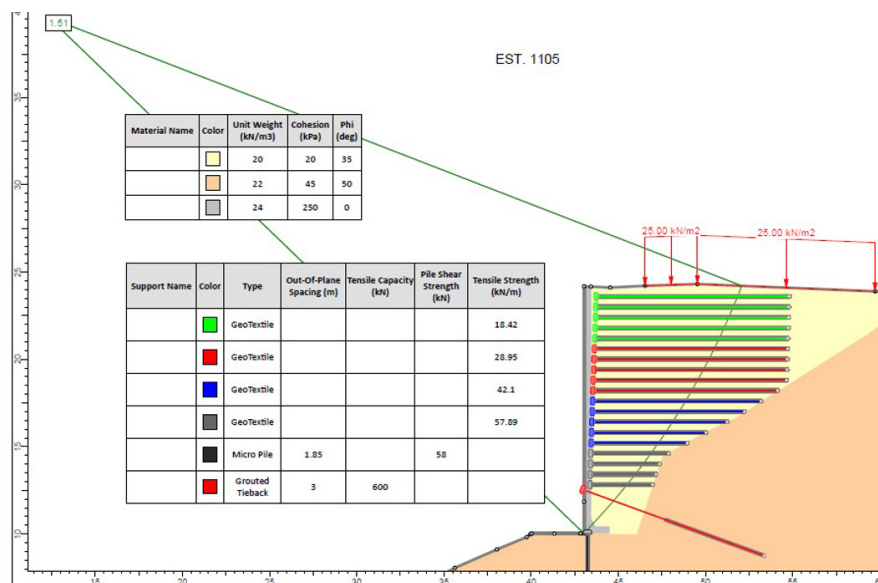 4
1.51
EST. 1105
35
Material Name Color Unit Weight (kN/m3) Cohesion (kPa) Phi (deg)
20 20 35
22 45 50
24 250 0
30
25.00 kN/m2 25.00 kN/m2
25
Support Name Color Type Out-Of-Plane Spacing (m) Tensile Capacity (kN) Pile Shear Strength (kN) Tensile Strength (kN/m)
GeoTextile 18.42
GeoTextile 28.95
20
GeoTextile 42.1
GeoTextile 57.89
15
Micro Pile 1.85 58
Grouted Tieback 3 600
10
15 20 25 30 35 40 45 50 55